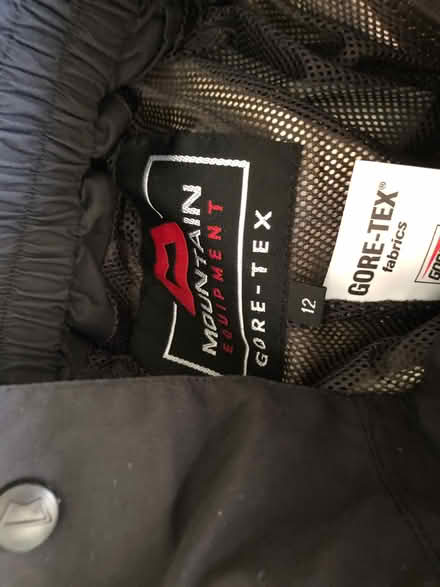 MOUNTAIN
EQUIPMENT
GORE-TEX
12
GORE-TEX®
fabrics